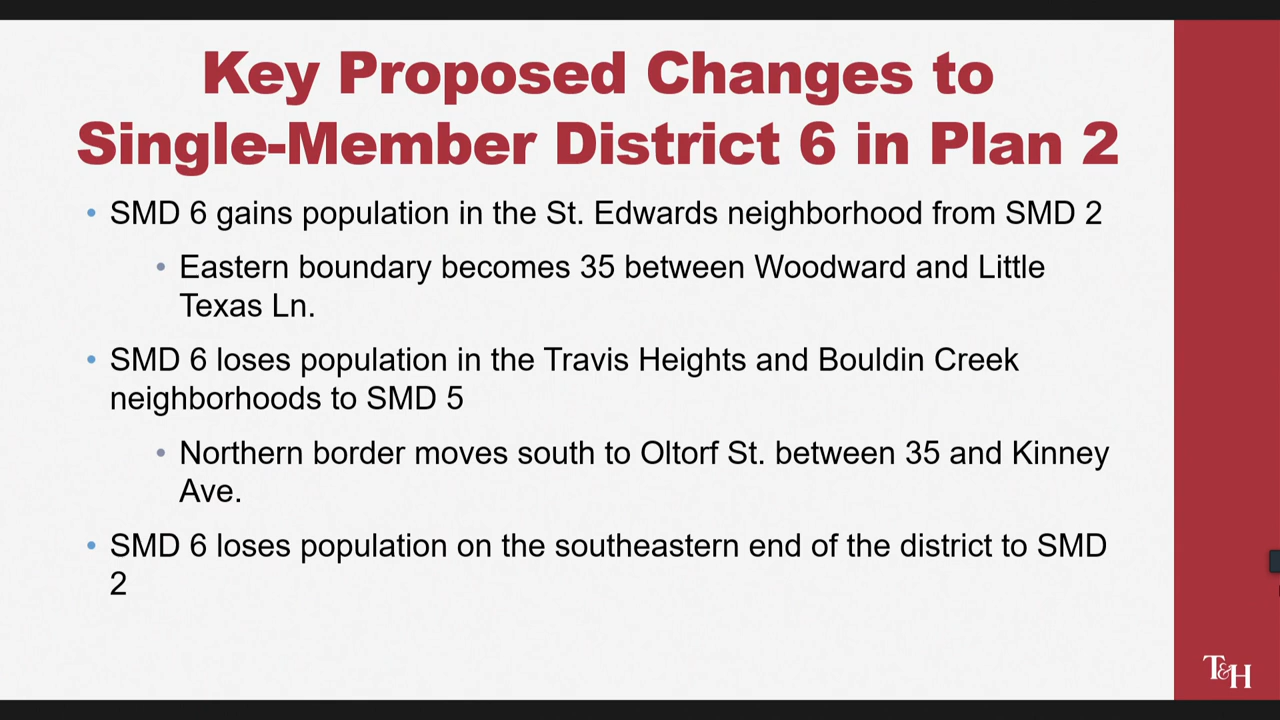 Key Proposed Changes to
Single-Member District 6 in Plan 2
• SMD 6 gains population in the St. Edwards neighborhood from SMD 2
• Eastern boundary becomes 35 between Woodward and Little
Texas Ln.
• SMD 6 loses population in the Travis Heights and Bouldin Creek
neighborhoods to SMD 5
• Northern border moves south to Oltorf St. between 35 and Kinney
Ave.
• SMD 6 loses population on the southeastern end of the district to SMD
2
T&H